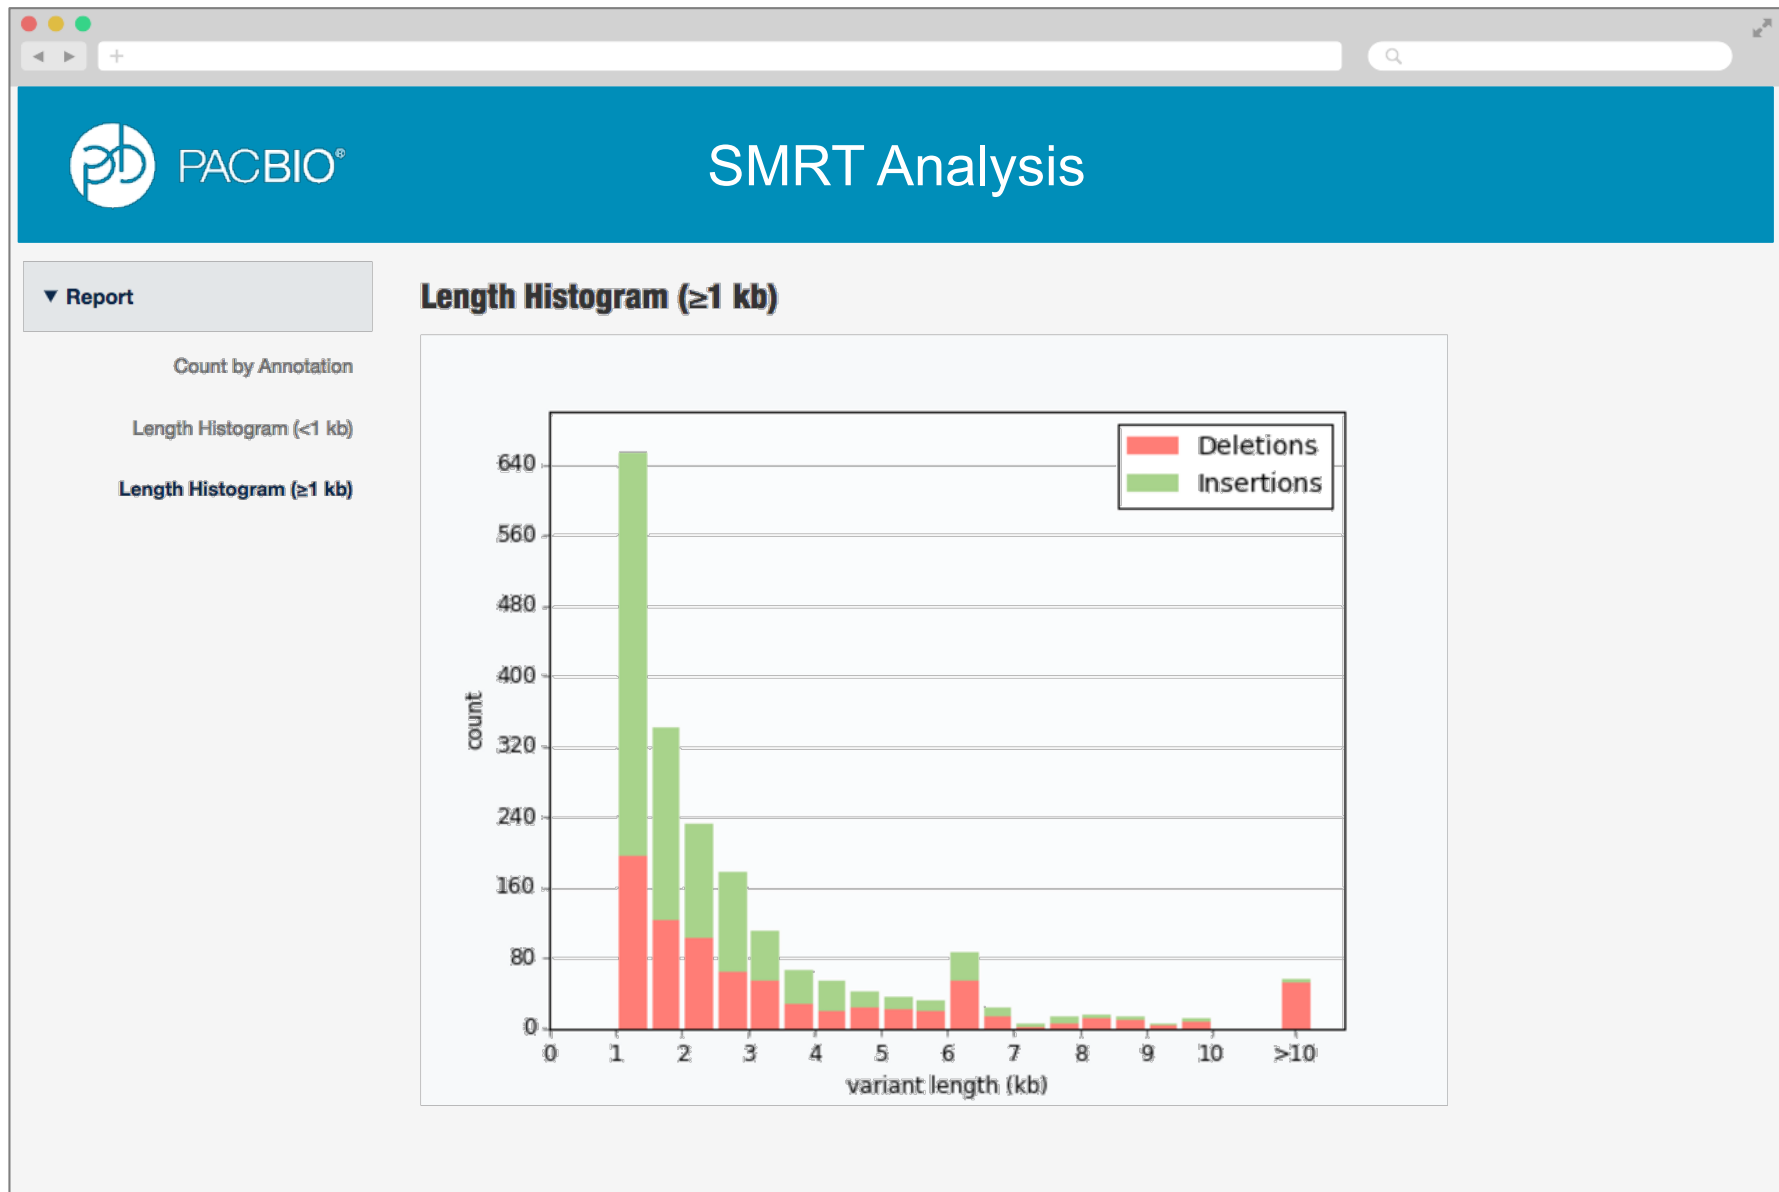 PACBIO®
SMRT Analysis
▼ Report
Count by Annotation
Length Histogram (<1 kb)
Length Histogram (≥1 kb)
Length Histogram (≥1 kb)
Deletions
Insertions
640
560
480
400
320
240
160
80
0
count
0 1 2 3 4 5 6 7 8 9 10 >10
variant length (kb)